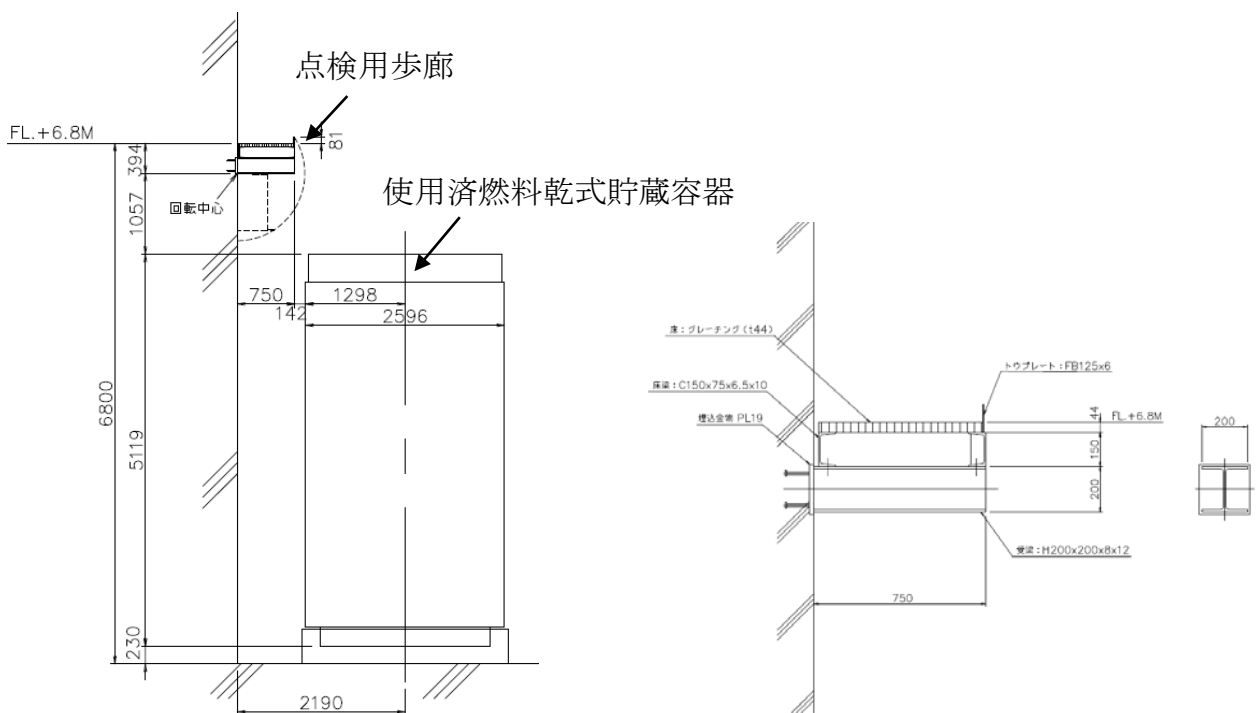 点検用歩廊
FL.+6.8M
81
394
使用済燃料乾式貯蔵容器
回転中心
1057
750
1298
142
2596
6800
5119
230
2190
床：グレーチング（t44）
トウプレート：FB125x6
床梁：C150x75x6.5x10
埋込金物 PL19
44
FL.+6.8M
200
150
200
受梁：H200x200x8x12
750